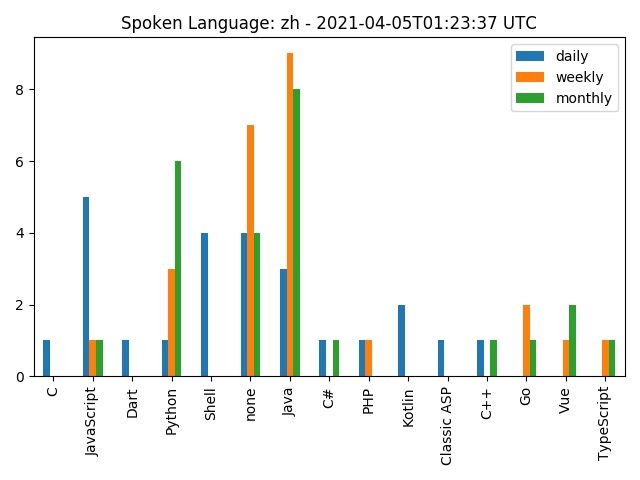 Spoken Language: zh - 2021-04-05T01:23:37 UTC
daily
weekly
monthly
8
6
4
2
0
C
JavaScript
Dart
Python
Shell
none
Java
C#
PHP
Kotlin
Classic ASP
C++
Go
Vue
TypeScript